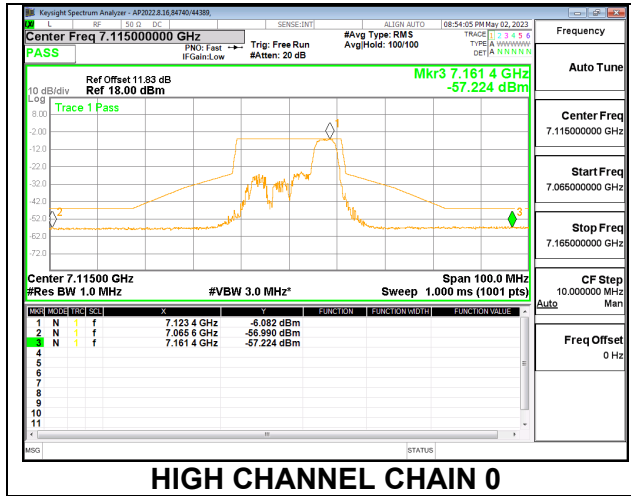 Keysight Spectrum Analyzer - AP2022.8.16,84740/44389,
L RF 50 Ω DC SENSE:INT ALIGN AUTO 08:54:05 PM May 02, 2023
Center Freq 7.115000000 GHz #Avg Type: RMS TRACE 1 2 3 4 5 6
PASS PNO: Fast Trig: Free Run Avg|Hold: 100/100 TYPE A WWWWW
IFGain:Low #Atten: 20 dB DET A N N N N N
Ref Offset 11.83 dB Mkr3 7.161 4 GHz
10 dB/div Ref 18.00 dBm -57.224 dBm
Log
Trace 1 Pass
8.00
-2.00
-12.0
-22.0
-32.0
-42.0
-52.0
-62.0
-72.0
1
2
3
Center 7.11500 GHz Span 100.0 MHz
#Res BW 1.0 MHz #VBW 3.0 MHz* Sweep 1.000 ms (1001 pts)
MKR MODE TRC SCL X Y FUNCTION FUNCTION WIDTH FUNCTION VALUE
1 N 1 f 7.123 4 GHz -6.082 dBm
2 N 1 f 7.065 6 GHz -56.990 dBm
3 N 1 f 7.161 4 GHz -57.224 dBm
4
5
6
7
8
9
10
11
MSG STATUS
Frequency
Auto Tune
Center Freq
7.115000000 GHz
Start Freq
7.065000000 GHz
Stop Freq
7.165000000 GHz
CF Step
10.000000 MHz
Auto Man
Freq Offset
0 Hz
HIGH CHANNEL CHAIN 0